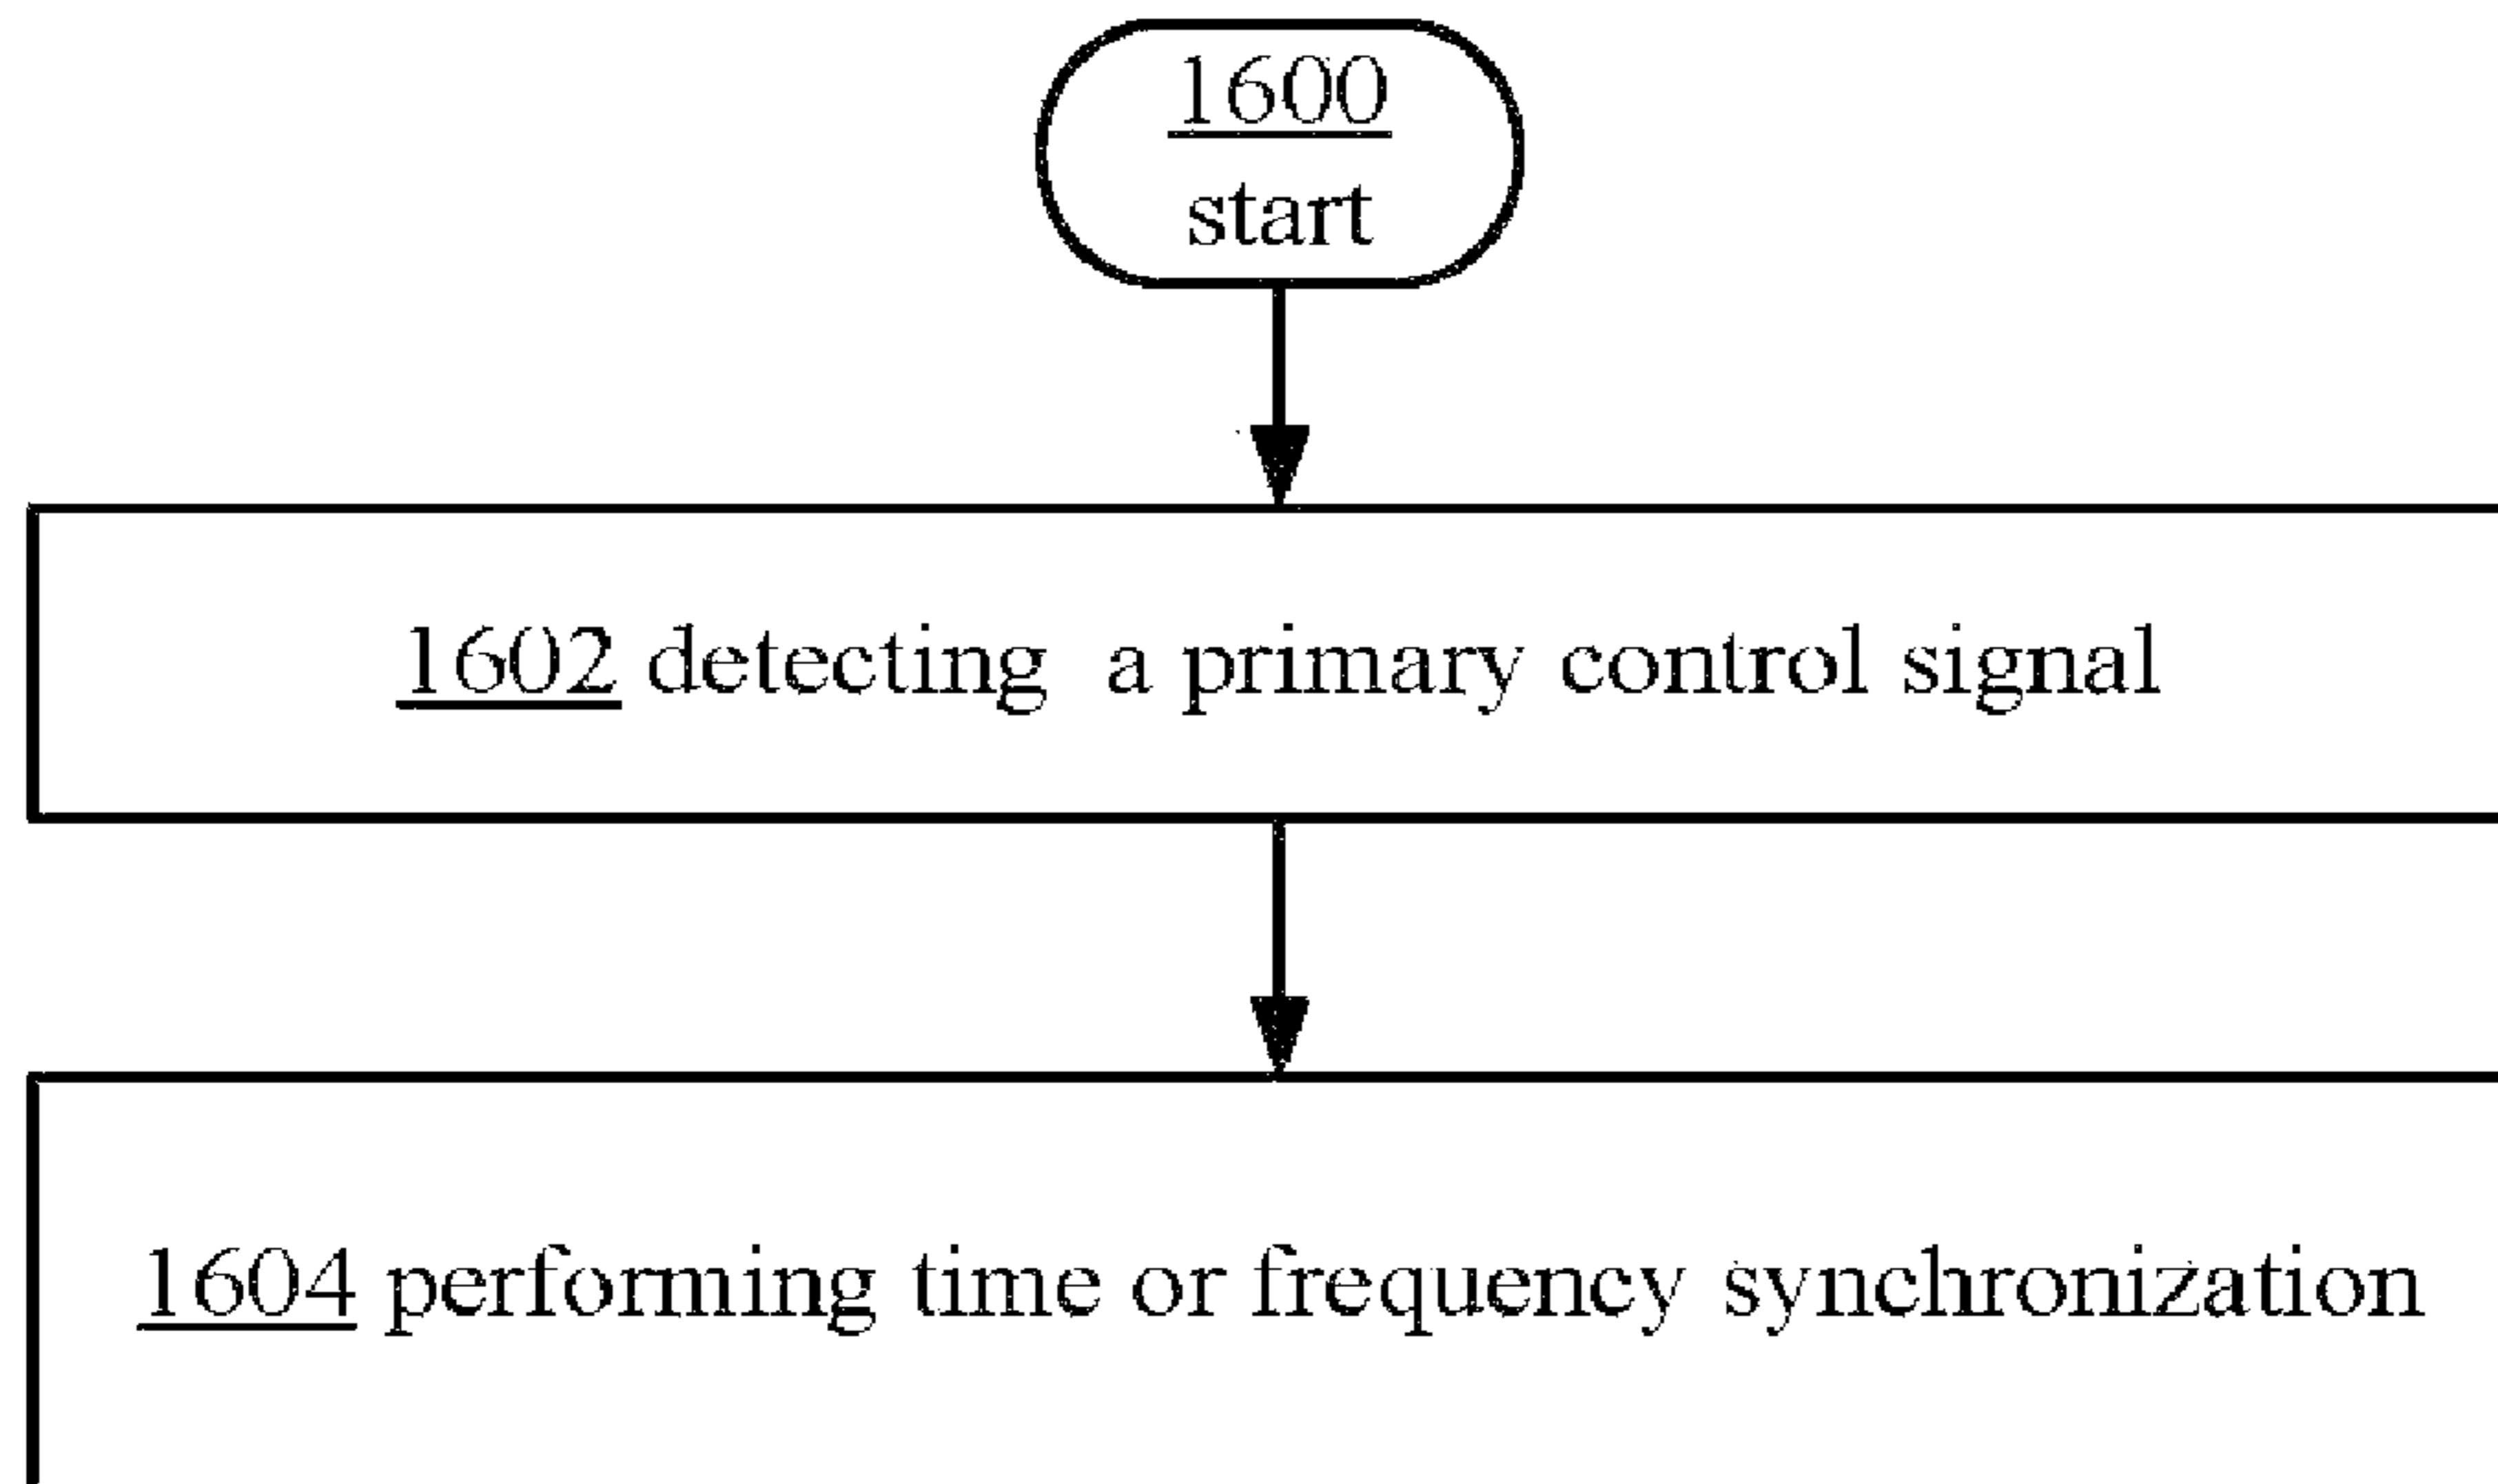 1600
start
1602 detecting a primary control signal
1604 performing time or frequency synchronization